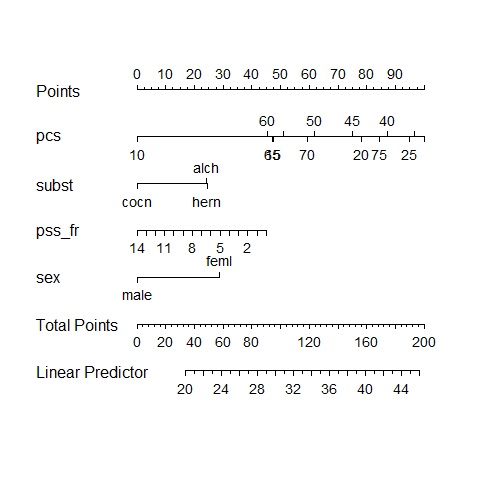 0 10 20 30 40 50 60 70 80 90
Points
60 50 45 40
pcs
10 65 15 70 20 75 25
alch
subst
cocn hern
pss_fr
14 11 8 5 2
feml
sex
male
Total Points
0 20 40 60 80 120 160 200
Linear Predictor
20 24 28 32 36 40 44